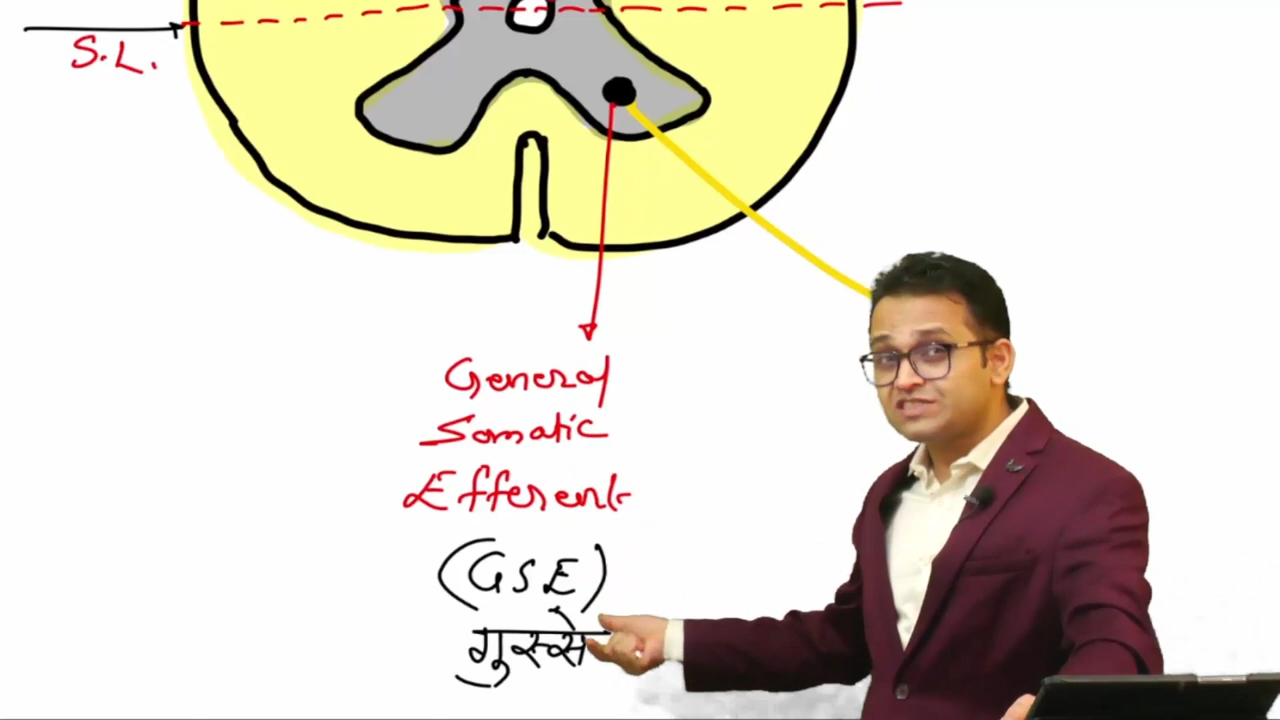 S.L.
General
Somatic
Efferent
(GSE)
गुस्से